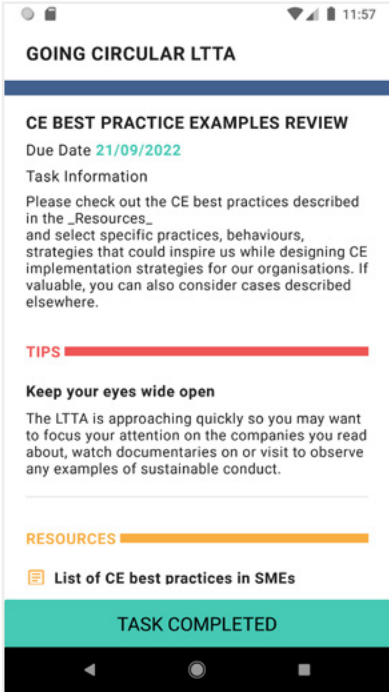 11:57
GOING CIRCULAR LTTA
CE BEST PRACTICE EXAMPLES REVIEW
Due Date 21/09/2022
Task Information
Please check out the CE best practices described
in the _Resources_
and select specific practices, behaviours,
strategies that could inspire us while designing CE
implementation strategies for our organisations. If
valuable, you can also consider cases described
elsewhere.
TIPS
Keep your eyes wide open
The LTTA is approaching quickly so you may want
to focus your attention on the companies you read
about, watch documentaries on or visit to observe
any examples of sustainable conduct.
RESOURCES
List of CE best practices in SMEs
TASK COMPLETED